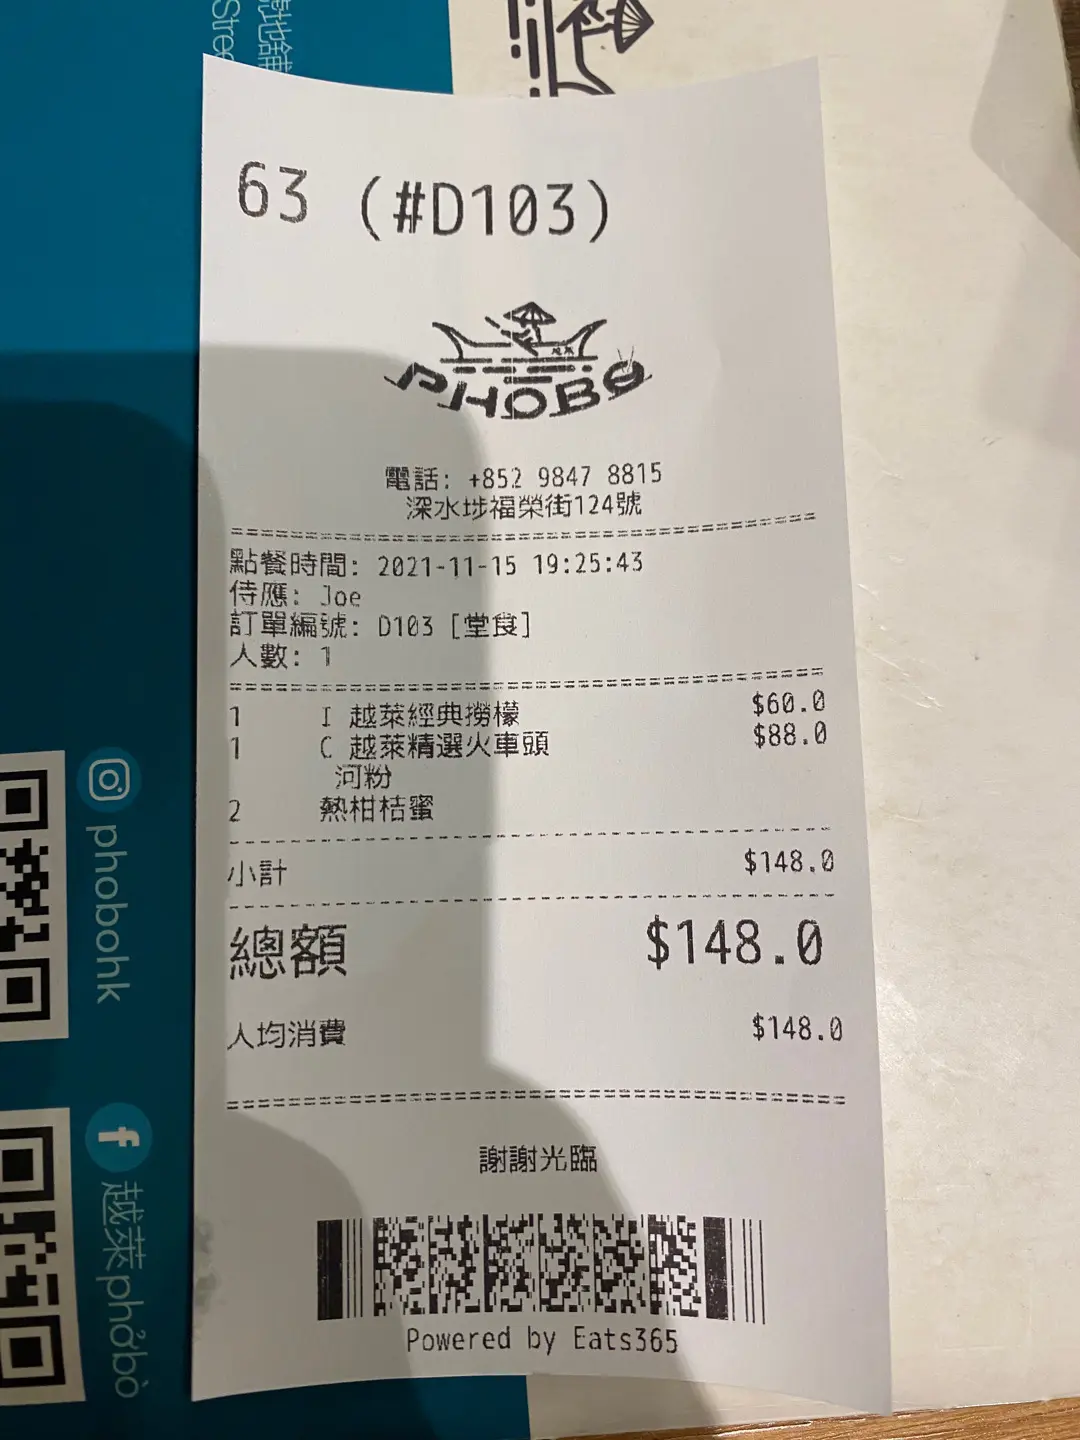 63 (#D103)
PHOBO
電話: +852 9847 8815
深水埗福榮街124號
點餐時間: 2021-11-15 19:25:43
侍應: Joe
訂單編號: D103 [堂食]
人數: 1
1 I 越萊經典撈檬 $60.0
1 C 越萊精選火車頭 $88.0
河粉
2 熱柑桔蜜
小計 $148.0
總額 $148.0
人均消費 $148.0
謝謝光臨
Powered by Eats365
phobohk
越萊phởbò